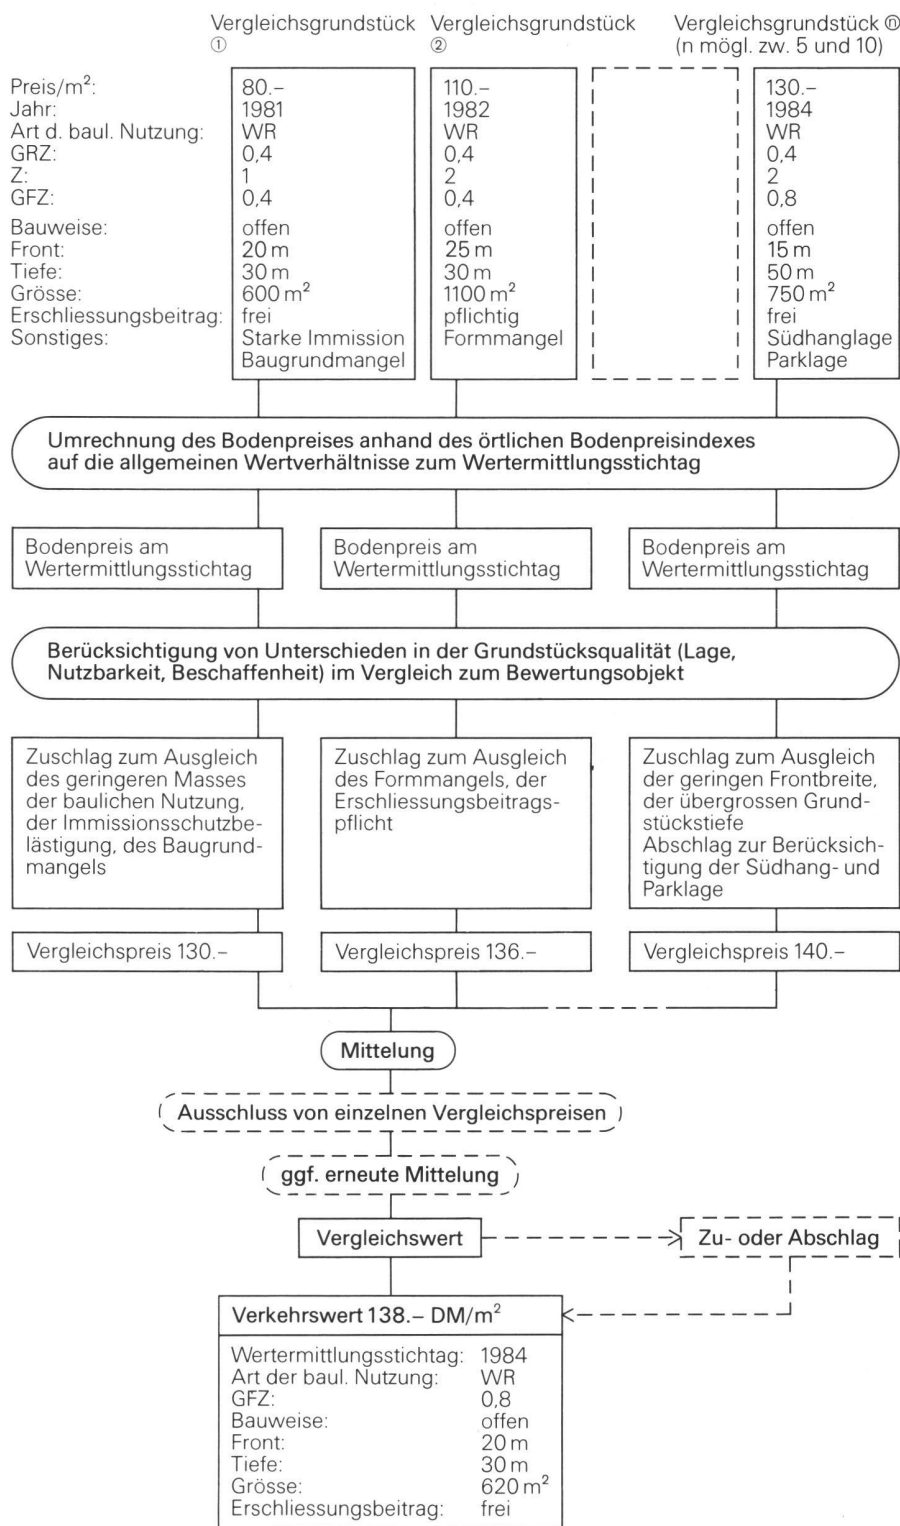 Vergleichsgrundstück Vergleichsgrundstück Vergleichsgrundstück ⓝ
① ② (n mögl. zw. 5 und 10)
Preis/m²: 80.– 110.– 130.–
Jahr: 1981 1982 1984
Art d. baul. Nutzung: WR WR WR
GRZ: 0,4 0,4 0,4
Z: 1 2 2
GFZ: 0,4 0,4 0,8
Bauweise: offen offen offen
Front: 20 m 25 m 15 m
Tiefe: 30 m 30 m 50 m
Grösse: 600 m² 1100 m² 750 m²
Erschliessungsbeitrag: frei pflichtig frei
Sonstiges: Starke Immission Formmangel Südhanglage
Baugrundmangel Parklage
Umrechnung des Bodenpreises anhand des örtlichen Bodenpreisindexes
auf die allgemeinen Wertverhältnisse zum Wertermittlungsstichtag
Bodenpreis am Bodenpreis am Bodenpreis am
Wertermittlungsstichtag Wertermittlungsstichtag Wertermittlungsstichtag
Berücksichtigung von Unterschieden in der Grundstücksqualität (Lage,
Nutzbarkeit, Beschaffenheit) im Vergleich zum Bewertungsobjekt
Zuschlag zum Ausgleich
des geringeren Masses
der baulichen Nutzung,
der Immissionsschutzbe-
lästigung, des Baugrund-
mangels
Zuschlag zum Ausgleich
des Formmangels, der
Erschliessungsbeitrags-
pflicht
Zuschlag zum Ausgleich
der geringen Frontbreite,
der übergrossen Grund-
stückstiefe
Abschlag zur Berücksich-
tigung der Südhang- und
Parklage
Vergleichspreis 130.– Vergleichspreis 136.– Vergleichspreis 140.–
Mittelung
Ausschluss von einzelnen Vergleichspreisen
ggf. erneute Mittelung
Vergleichswert Zu- oder Abschlag
Verkehrswert 138.– DM/m²
Wertermittlungsstichtag: 1984
Art der baul. Nutzung: WR
GFZ: 0,8
Bauweise: offen
Front: 20 m
Tiefe: 30 m
Grösse: 620 m²
Erschliessungsbeitrag: frei